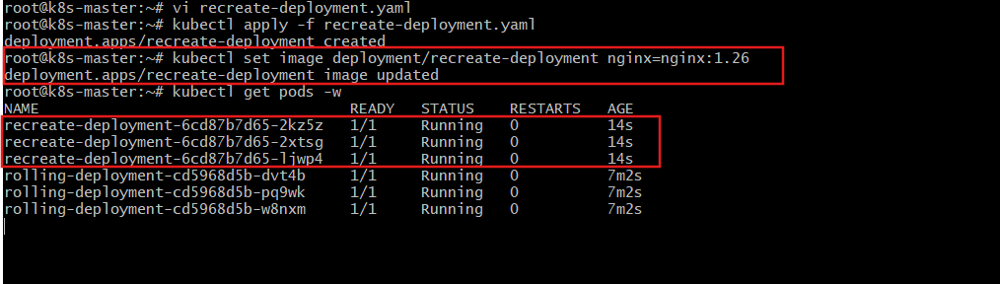 root@k8s-master:~# vi recreate-deployment.yaml
root@k8s-master:~# kubectl apply -f recreate-deployment.yaml
deployment.apps/recreate-deployment created
root@k8s-master:~# kubectl set image deployment/recreate-deployment nginx=nginx:1.26
deployment.apps/recreate-deployment image updated
root@k8s-master:~# kubectl get pods -w
NAME READY STATUS RESTARTS AGE
recreate-deployment-6cd87b7d65-2kz5z 1/1 Running 0 14s
recreate-deployment-6cd87b7d65-2xtsg 1/1 Running 0 14s
recreate-deployment-6cd87b7d65-ljwp4 1/1 Running 0 14s
rolling-deployment-cd5968d5b-dvt4b 1/1 Running 0 7m2s
rolling-deployment-cd5968d5b-pq9wk 1/1 Running 0 7m2s
rolling-deployment-cd5968d5b-w8nxm 1/1 Running 0 7m2s